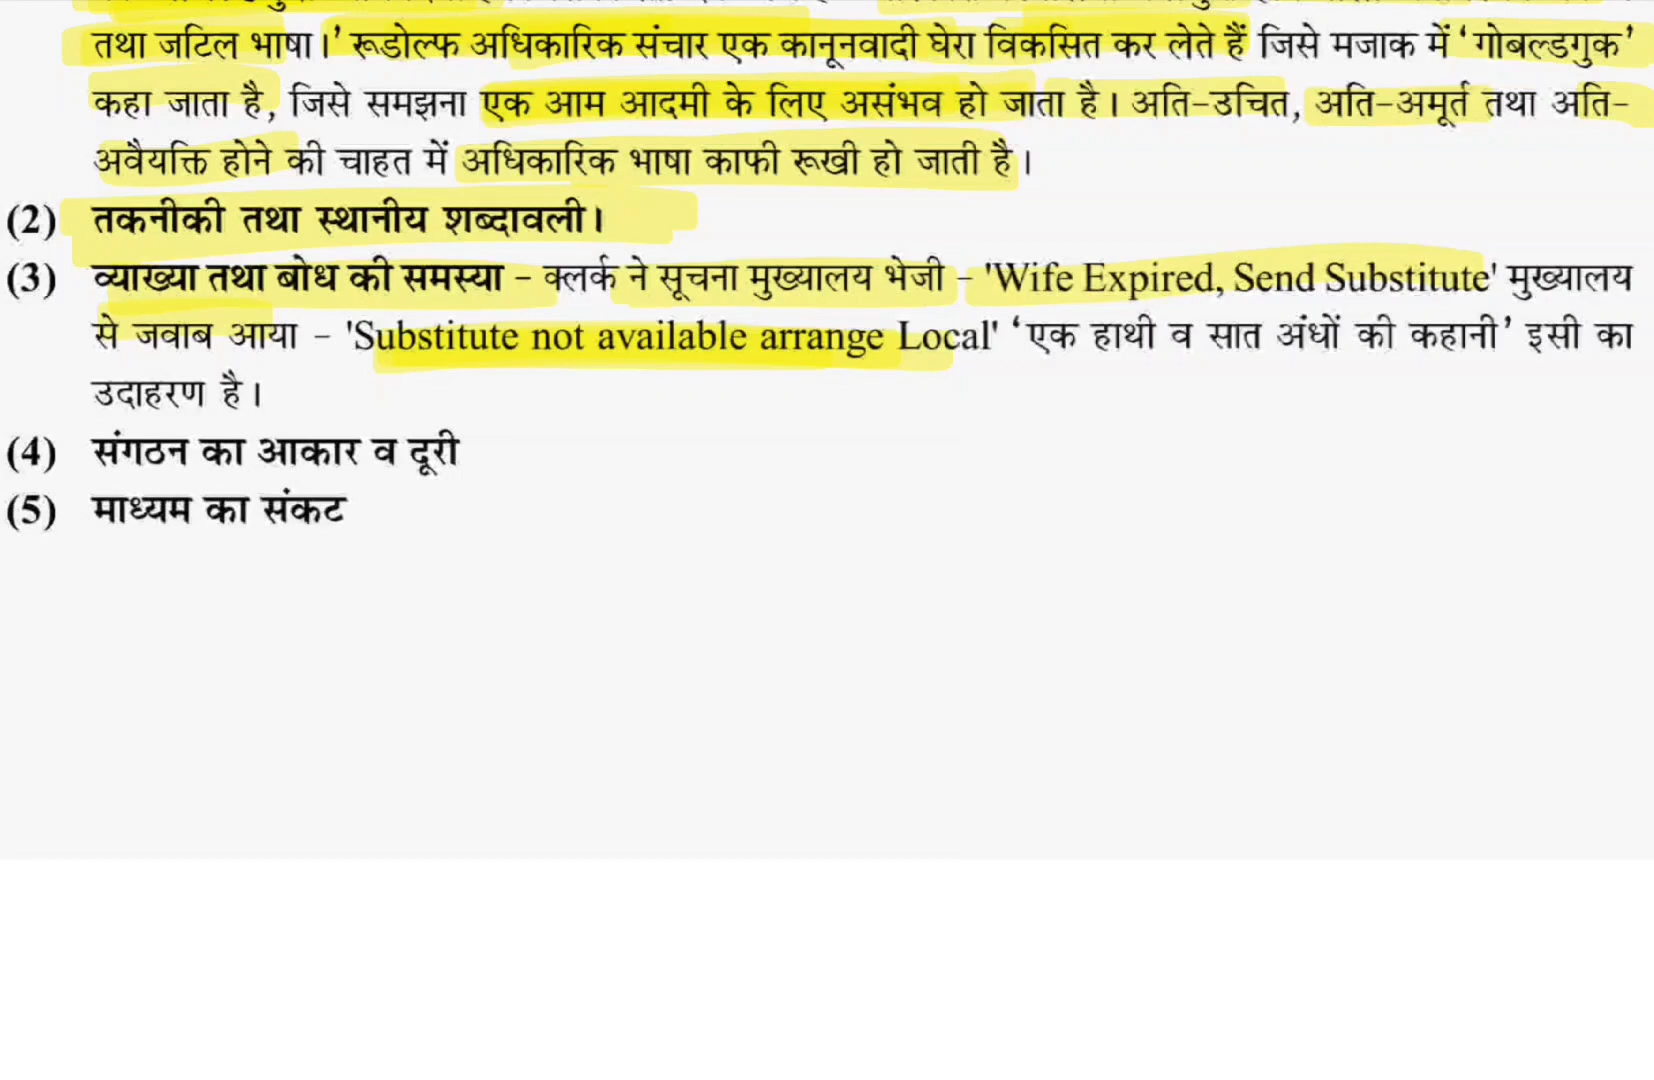 तथा जटिल भाषा।’ रूडोल्फ अधिकारिक संचार एक कानूनवादी घेरा विकसित कर लेते हैं जिसे मजाक में ‘गोबल्डगुक’
कहा जाता है, जिसे समझना एक आम आदमी के लिए असंभव हो जाता है। अति-उचित, अति-अमूर्त तथा अति-
अवैयक्ति होने की चाहत में अधिकारिक भाषा काफी रूखी हो जाती है।
(2) तकनीकी तथा स्थानीय शब्दावली।
(3) व्याख्या तथा बोध की समस्या - क्लर्क ने सूचना मुख्यालय भेजी - 'Wife Expired, Send Substitute' मुख्यालय
से जवाब आया - 'Substitute not available arrange Local' ‘एक हाथी व सात अंधों की कहानी’ इसी का
उदाहरण है।
(4) संगठन का आकार व दूरी
(5) माध्यम का संकट